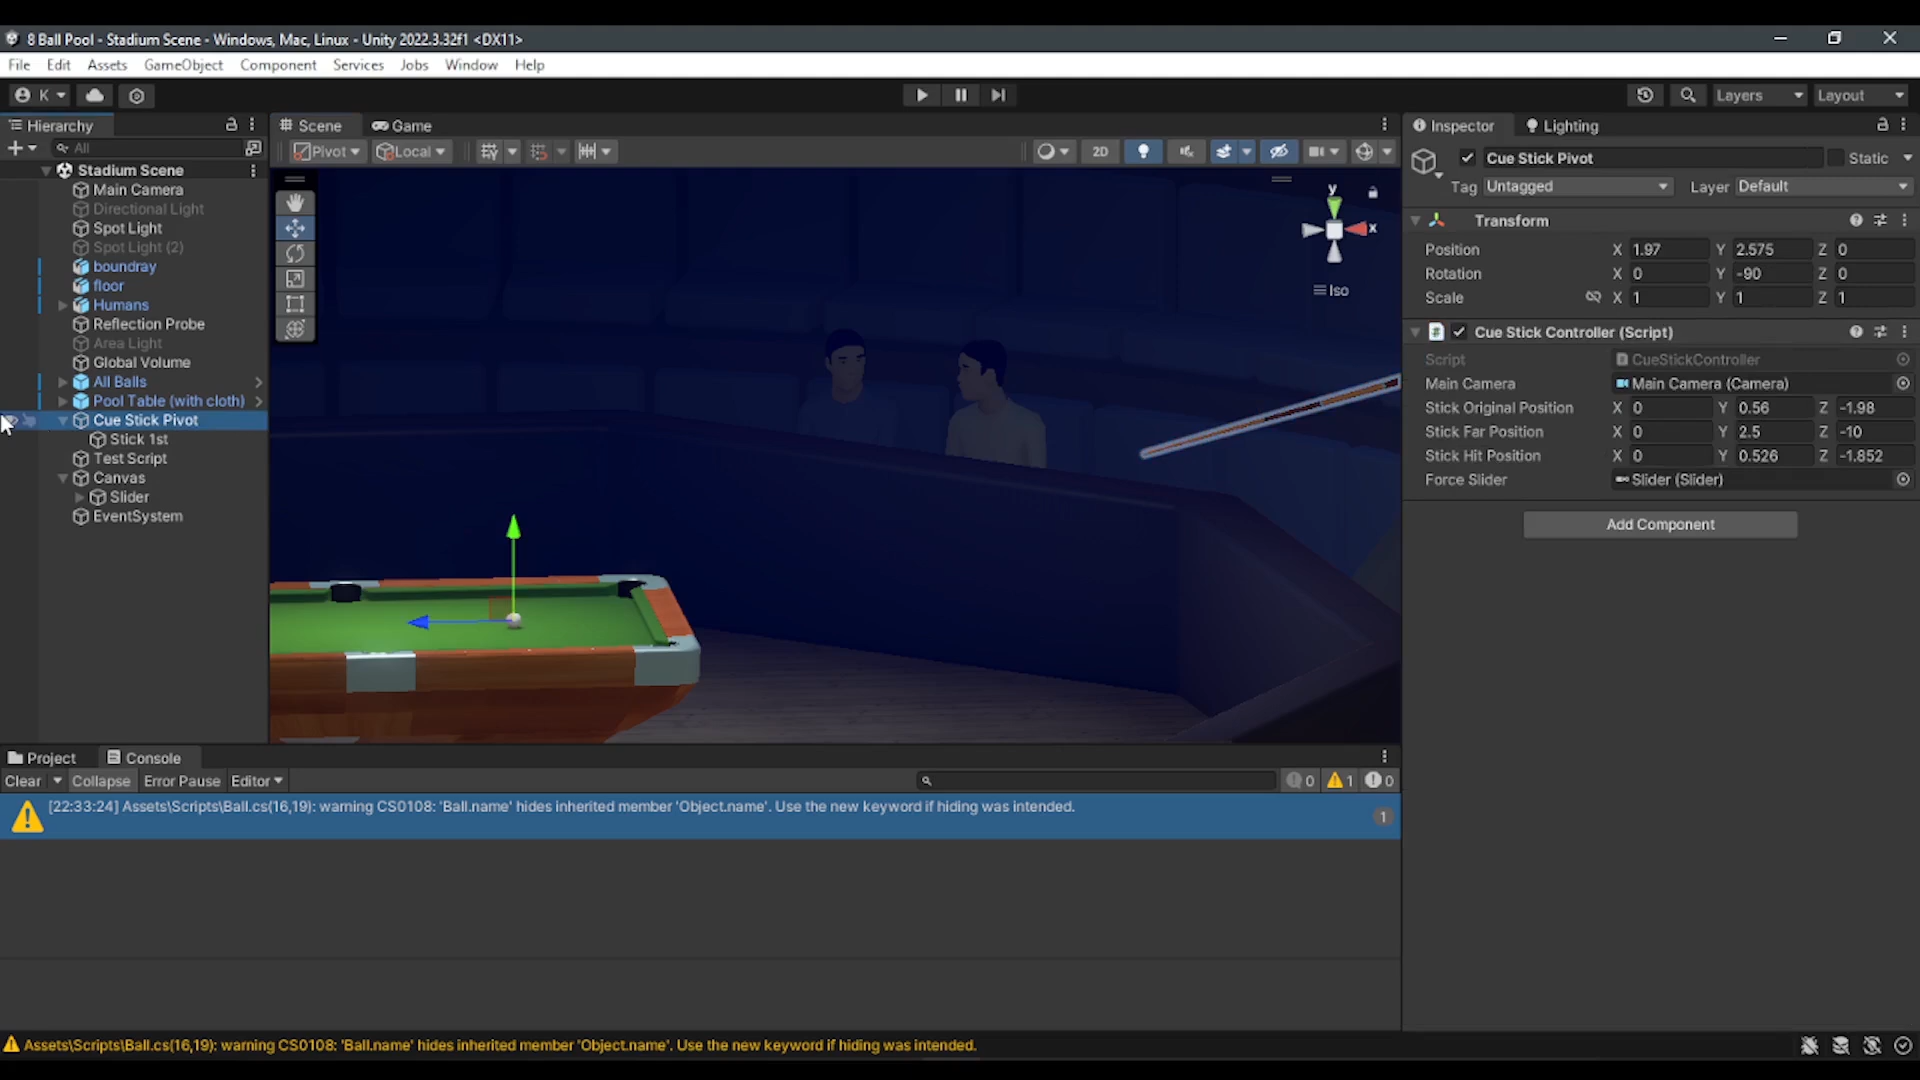 8 Ball Pool - Stadium Scene - Windows, Mac, Linux - Unity 2022.3.32f1 <DX11>
File Edit Assets GameObject Component Services Jobs Window Help
K
Layers Layout
Hierarchy
All
Stadium Scene
Main Camera
Directional Light
Spot Light
Spot Light (2)
boundray
floor
Humans
Reflection Probe
Area Light
Global Volume
All Balls
Pool Table (with cloth)
Cue Stick Pivot
Stick 1st
Test Script
Canvas
Slider
EventSystem
Scene Game
Pivot Local 2D
y
x
Iso
Inspector Lighting
Cue Stick Pivot Static
Tag Untagged Layer Default
Transform
Position X 1.97 Y 2.575 Z 0
Rotation X 0 Y -90 Z 0
Scale X 1 Y 1 Z 1
Cue Stick Controller (Script)
Script CueStickController
Main Camera Main Camera (Camera)
Stick Original Position X 0 Y 0.56 Z -1.98
Stick Far Position X 0 Y 2.5 Z -10
Stick Hit Position X 0 Y 0.526 Z -1.852
Force Slider Slider (Slider)
Add Component
Project Console
Clear Collapse Error Pause Editor 0 1 0
[22:33:24] Assets\Scripts\Ball.cs(16,19): warning CS0108: 'Ball.name' hides inherited member 'Object.name'. Use the new keyword if hiding was intended.
1
Assets\Scripts\Ball.cs(16,19): warning CS0108: 'Ball.name' hides inherited member 'Object.name'. Use the new keyword if hiding was intended.